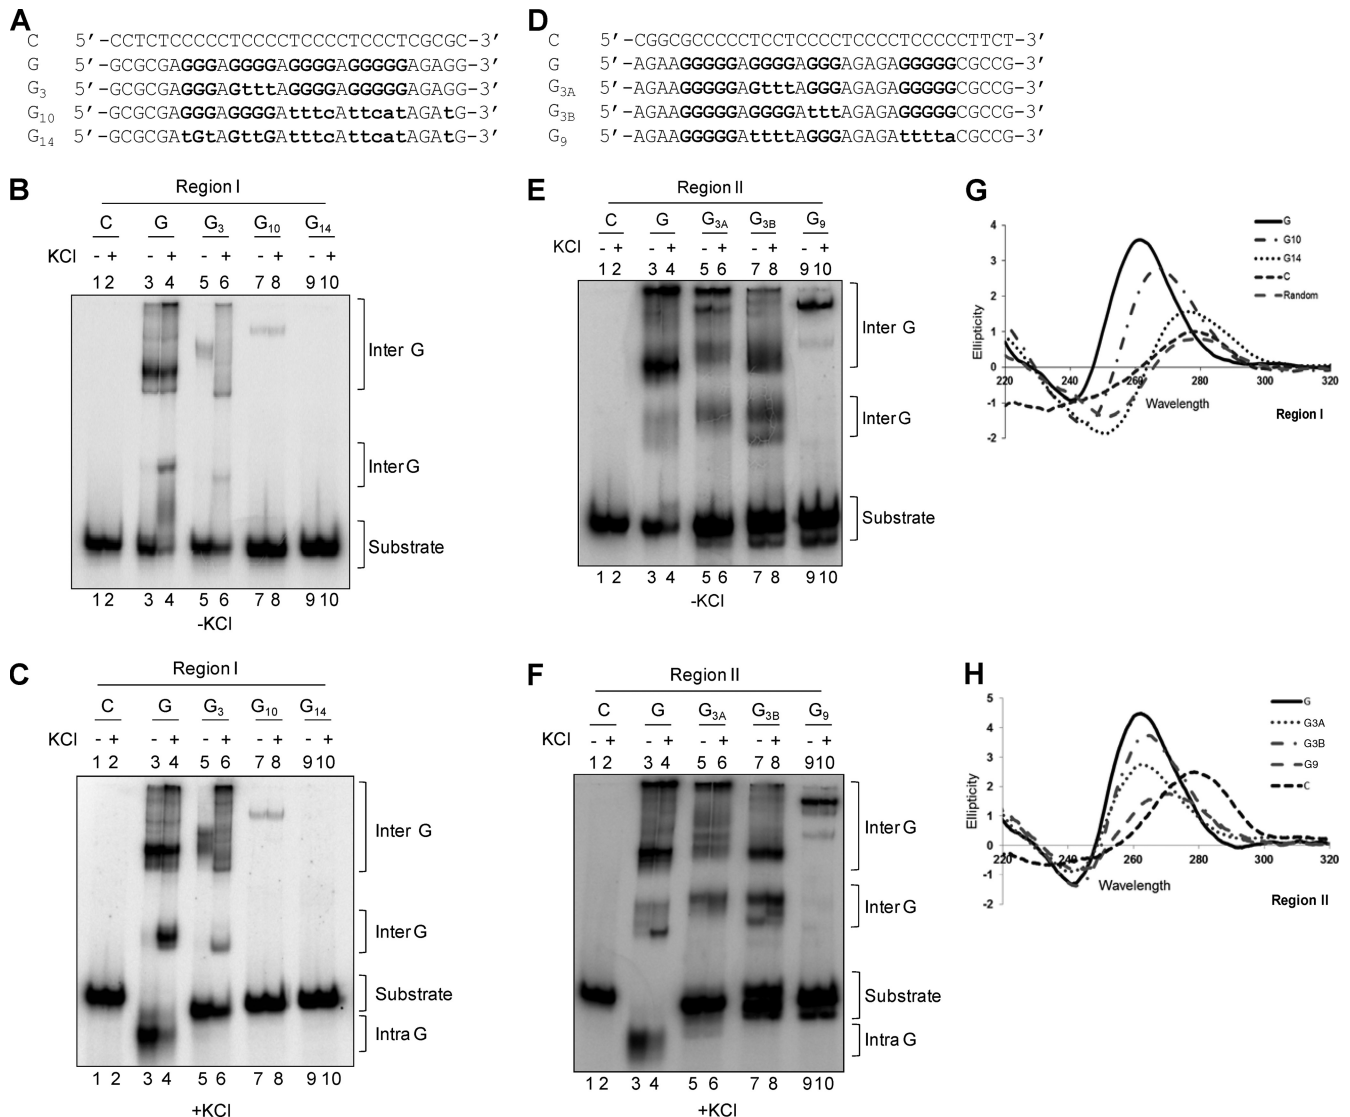 A
C 5′-CCTCTCCCCCTCCCCTCCCCTCCCTCGCGC-3′
G 5′-GCGCGAGGGAGGGGAGGGGAGGGGGAGAGG-3′
G3 5′-GCGCGAGGGAGtttAGGGGAGGGGGAGAGG-3′
G10 5′-GCGCGAGGGAGGGGAtttcAttcatAGAtG-3′
G14 5′-GCGCGAtGtAGttGAtttcAttcatAGAtG-3′
D
C 5′-CGGCGCCCCCTCCTCCCCTCCCCTCCCCCTTCT-3′
G 5′-AGAAGGGGGAGGGGAGGGAGAGAGGGGGCGCCG-3′
G3A 5′-AGAAGGGGGAGtttAGGGAGAGAGGGGGCGCCG-3′
G3B 5′-AGAAGGGGGAGGGGAtttAGAGAGGGGGCGCCG-3′
G9 5′-AGAAGGGGGAttttAGGGAGAGAttttaCGCCG-3′
B
Region I
C G G3 G10 G14
KCl - + - + - + - + - +
1 2 3 4 5 6 7 8 9 10
Inter G
Inter G
Substrate
1 2 3 4 5 6 7 8 9 10
-KCl
E
Region II
C G G3A G3B G9
KCl - + - + - + - + - +
1 2 3 4 5 6 7 8 9 10
Inter G
Inter G
Substrate
1 2 3 4 5 6 7 8 9 10
-KCl
G
4
3
2
1
0
-1
-2
220 240 260 280 300 320
Ellipticity
Wavelength
G
G10
G14
C
Random
Region I
C
Region I
C G G3 G10 G14
KCl - + - + - + - + - +
1 2 3 4 5 6 7 8 9 10
Inter G
Inter G
Substrate
Intra G
1 2 3 4 5 6 7 8 9 10
+KCl
F
Region II
C G G3A G3B G9
KCl - + - + - + - + - +
1 2 3 4 5 6 7 8 9 10
Inter G
Inter G
Substrate
Intra G
1 2 3 4 5 6 7 8 9 10
+KCl
H
5
4
3
2
1
0
-1
-2
220 240 260 280 300 320
Ellipticity
Wavelength
G
G3A
G3B
G9
C
Region II